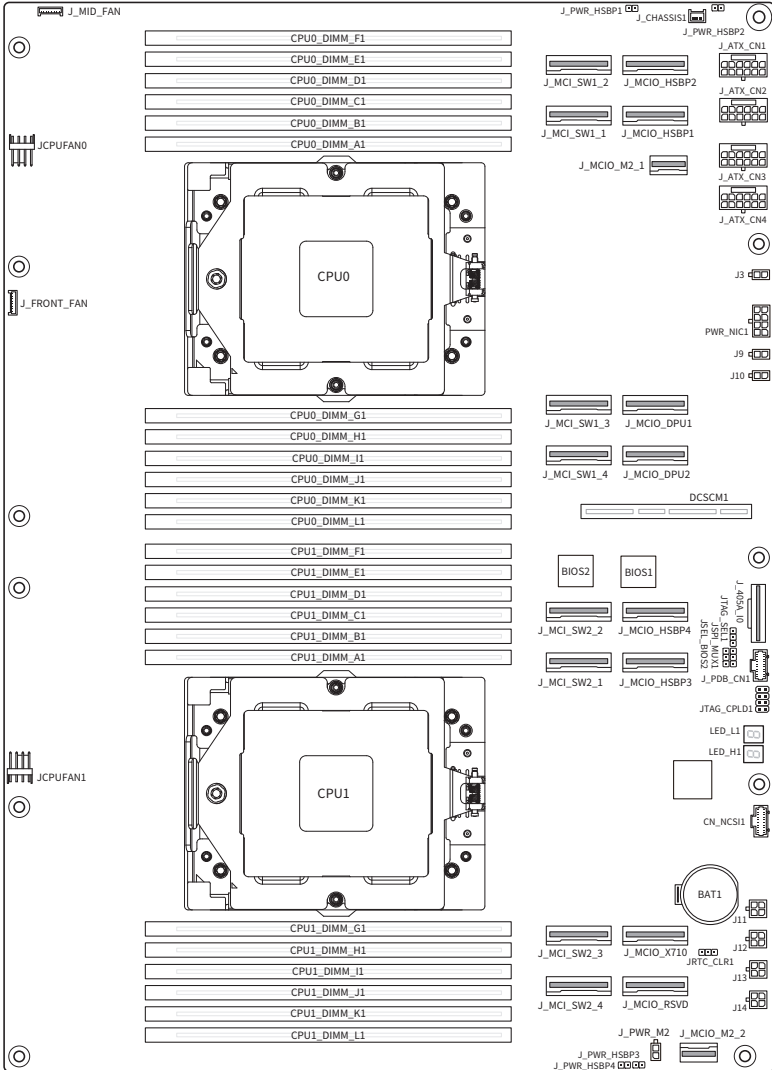 J_MID_FAN
J_PWR_HSBP1
J_CHASSIS1
J_PWR_HSBP2
CPU0_DIMM_F1
CPU0_DIMM_E1
CPU0_DIMM_D1
CPU0_DIMM_C1
CPU0_DIMM_B1
CPU0_DIMM_A1
J_ATX_CN1
J_MCI_SW1_2
J_MCIO_HSBP2
J_ATX_CN2
J_MCI_SW1_1
J_MCIO_HSBP1
JCPUFAN0
J_MCIO_M2_1
J_ATX_CN3
J_ATX_CN4
CPU0
J3
J_FRONT_FAN
PWR_NIC1
J9
J10
CPU0_DIMM_G1
CPU0_DIMM_H1
CPU0_DIMM_I1
CPU0_DIMM_J1
CPU0_DIMM_K1
CPU0_DIMM_L1
J_MCI_SW1_3
J_MCIO_DPU1
J_MCI_SW1_4
J_MCIO_DPU2
DCSCM1
CPU1_DIMM_F1
CPU1_DIMM_E1
CPU1_DIMM_D1
CPU1_DIMM_C1
CPU1_DIMM_B1
CPU1_DIMM_A1
BIOS2
BIOS1
J_405A_IO
JTAG_SEL1
JSPI_MUX1
JSEL_BIOS2
J_MCI_SW2_2
J_MCIO_HSBP4
J_MCI_SW2_1
J_MCIO_HSBP3
J_PDB_CN1
JTAG_CPLD1
LED_L1
LED_H1
JCPUFAN1
CPU1
CN_NCSI1
BAT1
J11
CPU1_DIMM_G1
CPU1_DIMM_H1
CPU1_DIMM_I1
CPU1_DIMM_J1
CPU1_DIMM_K1
CPU1_DIMM_L1
J_MCI_SW2_3
J_MCIO_X710
J12
JRTC_CLR1
J13
J_MCI_SW2_4
J_MCIO_RSVD
J14
J_PWR_M2
J_MCIO_M2_2
J_PWR_HSBP3
J_PWR_HSBP4